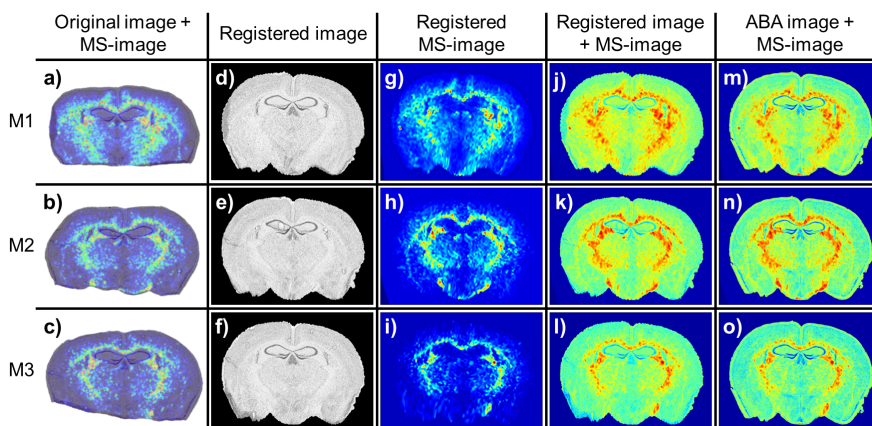 Original image +
MS-image
Registered image
Registered
MS-image
Registered image
+ MS-image
ABA image +
MS-image
M1
a)
d)
g)
j)
m)
M2
b)
e)
h)
k)
n)
M3
c)
f)
i)
l)
o)